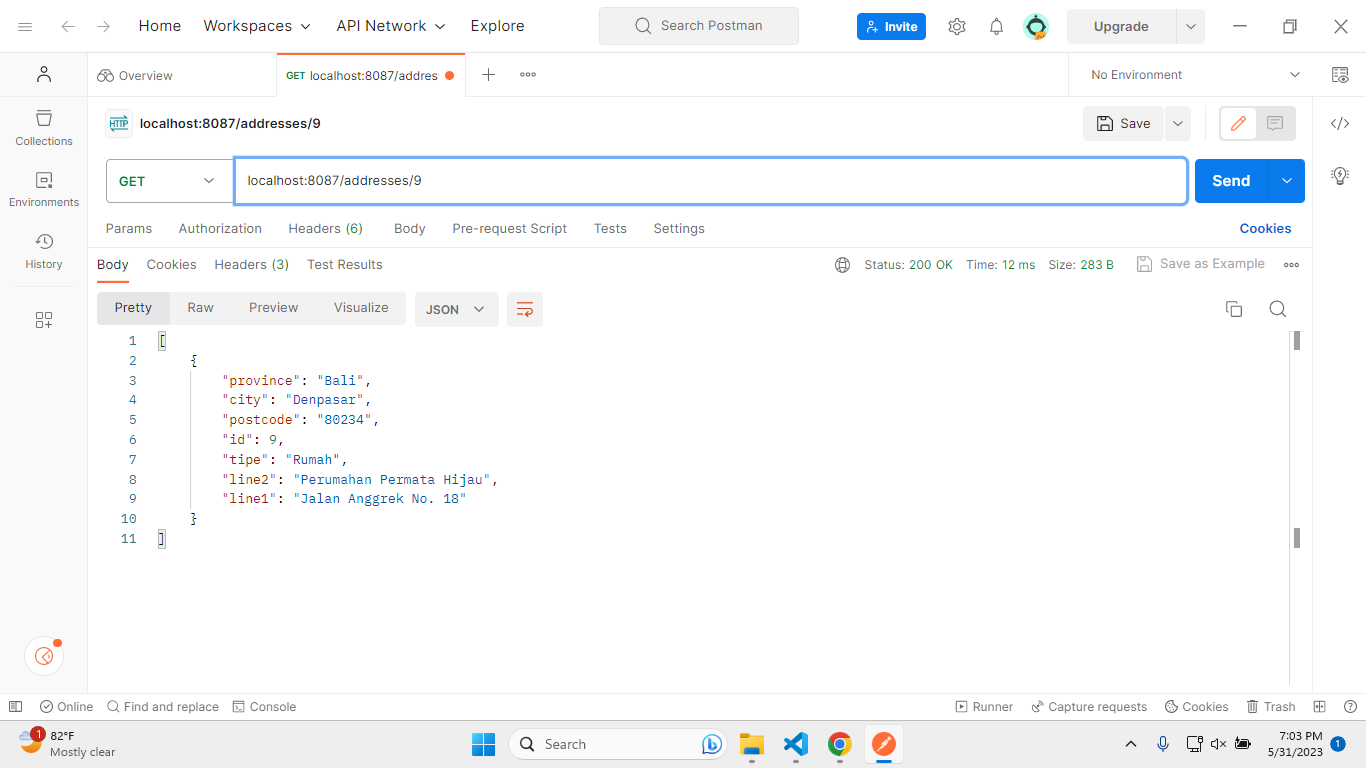 Home Workspaces API Network Explore Search Postman Invite Upgrade
Overview GET localhost:8087/addres No Environment
HTTP localhost:8087/addresses/9 Save
GET localhost:8087/addresses/9 Send
Params Authorization Headers (6) Body Pre-request Script Tests Settings Cookies
Body Cookies Headers (3) Test Results Status: 200 OK Time: 12 ms Size: 283 B Save as Example
Pretty Raw Preview Visualize JSON
Collections
Environments
History
1 [
2 {
3 "province": "Bali",
4 "city": "Denpasar",
5 "postcode": "80234",
6 "id": 9,
7 "tipe": "Rumah",
8 "line2": "Perumahan Permata Hijau",
9 "line1": "Jalan Anggrek No. 18"
10 }
11 ]
Online Find and replace Console Runner Capture requests Cookies Trash
1 82°F
Mostly clear
Search
7:03 PM
5/31/2023 1